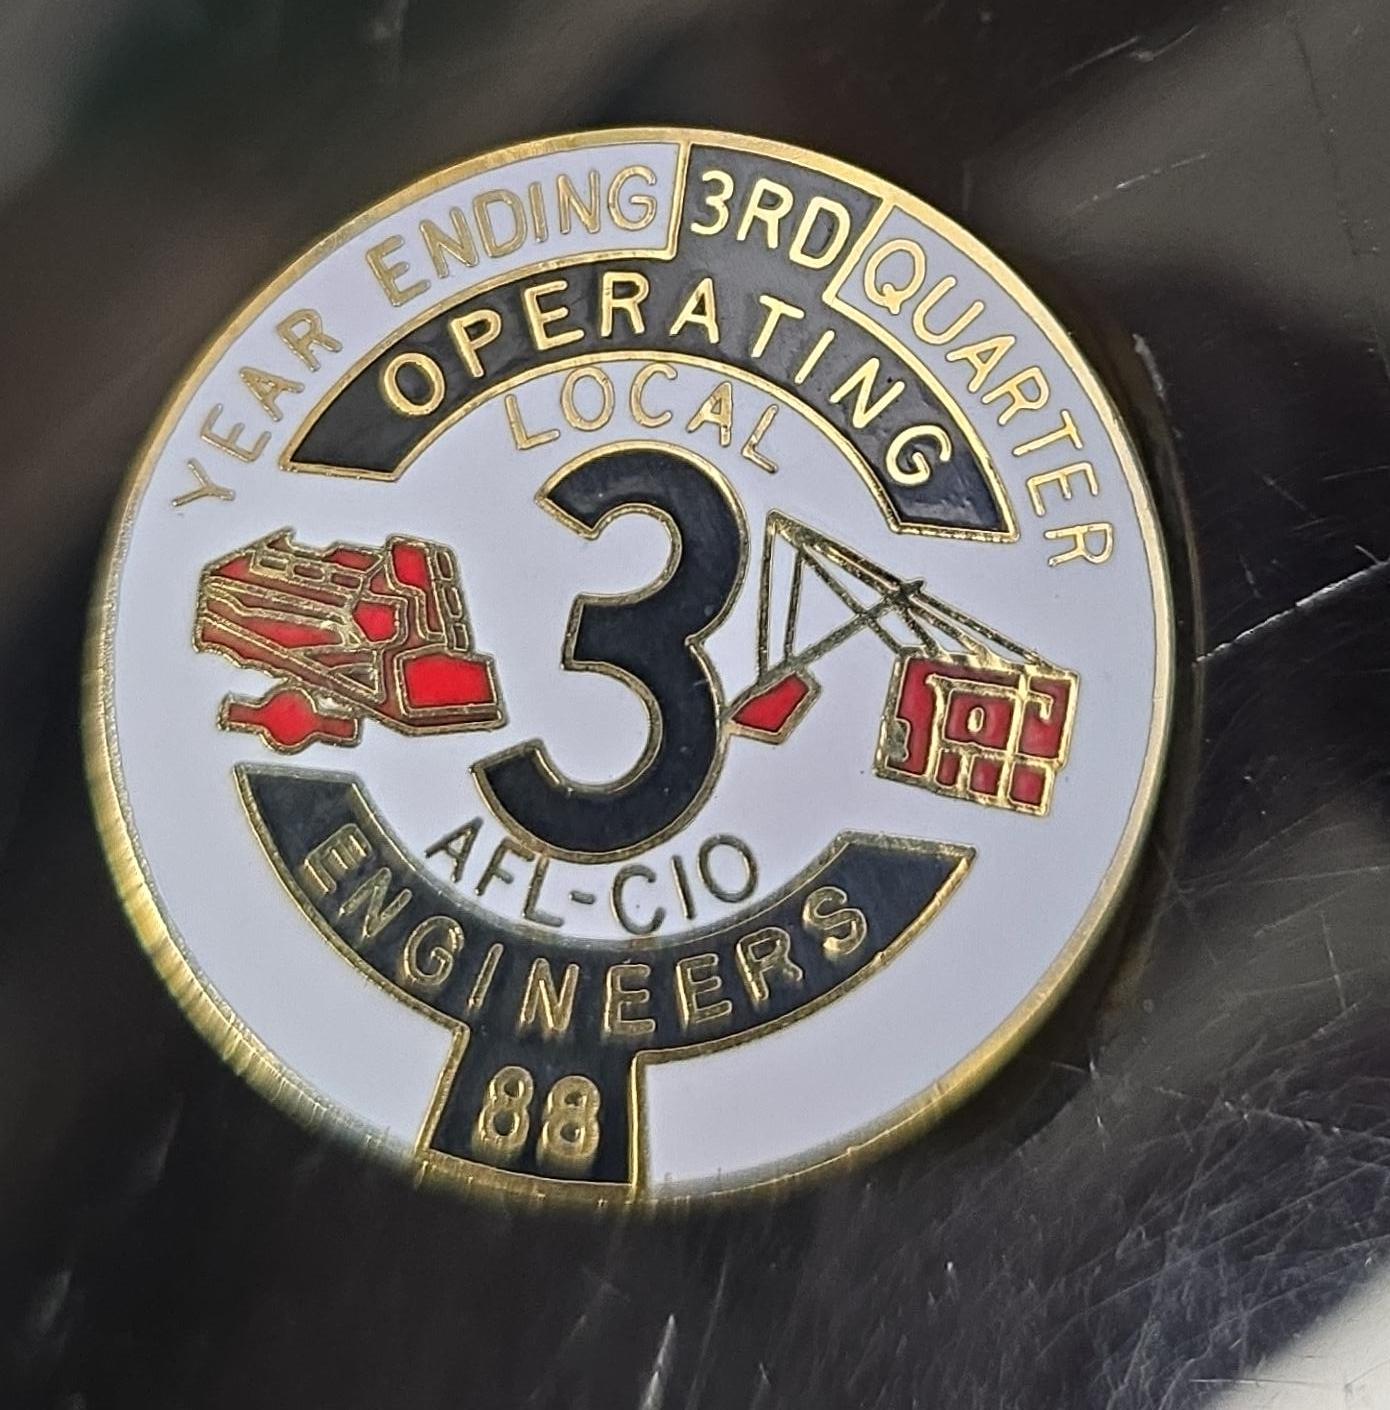 YEAR ENDING 3RD QUARTER
OPERATING
LOCAL
3
AFL-CIO
ENGINEERS
88